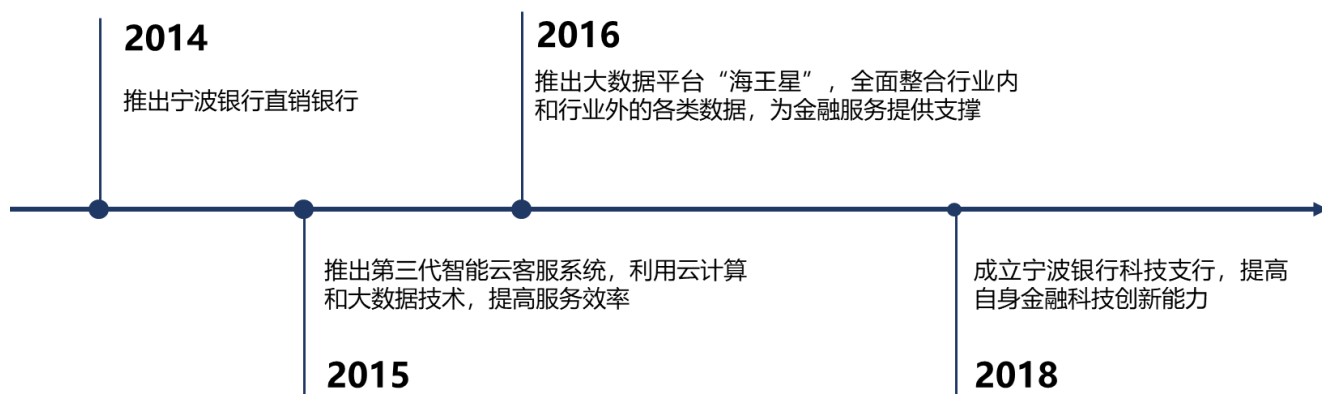 2014
推出宁波银行直销银行
2016
推出大数据平台“海王星”，全面整合行业内
和行业外的各类数据，为金融服务提供支撑
推出第三代智能云客服系统，利用云计算
和大数据技术，提高服务效率
2015
成立宁波银行科技支行，提高
自身金融科技创新能力
2018